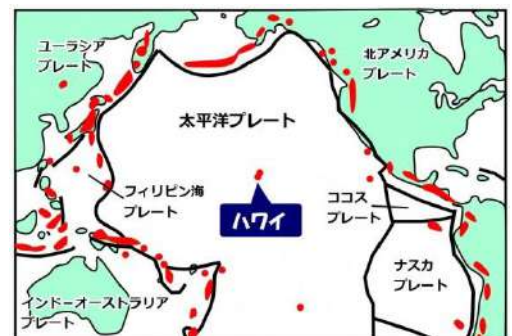 ユーラシア
プレート
北アメリカ
プレート
太平洋プレート
フィリピン海
プレート
ハワイ
ココス
プレート
ナスカ
プレート
インドーオーストラリア
プレート